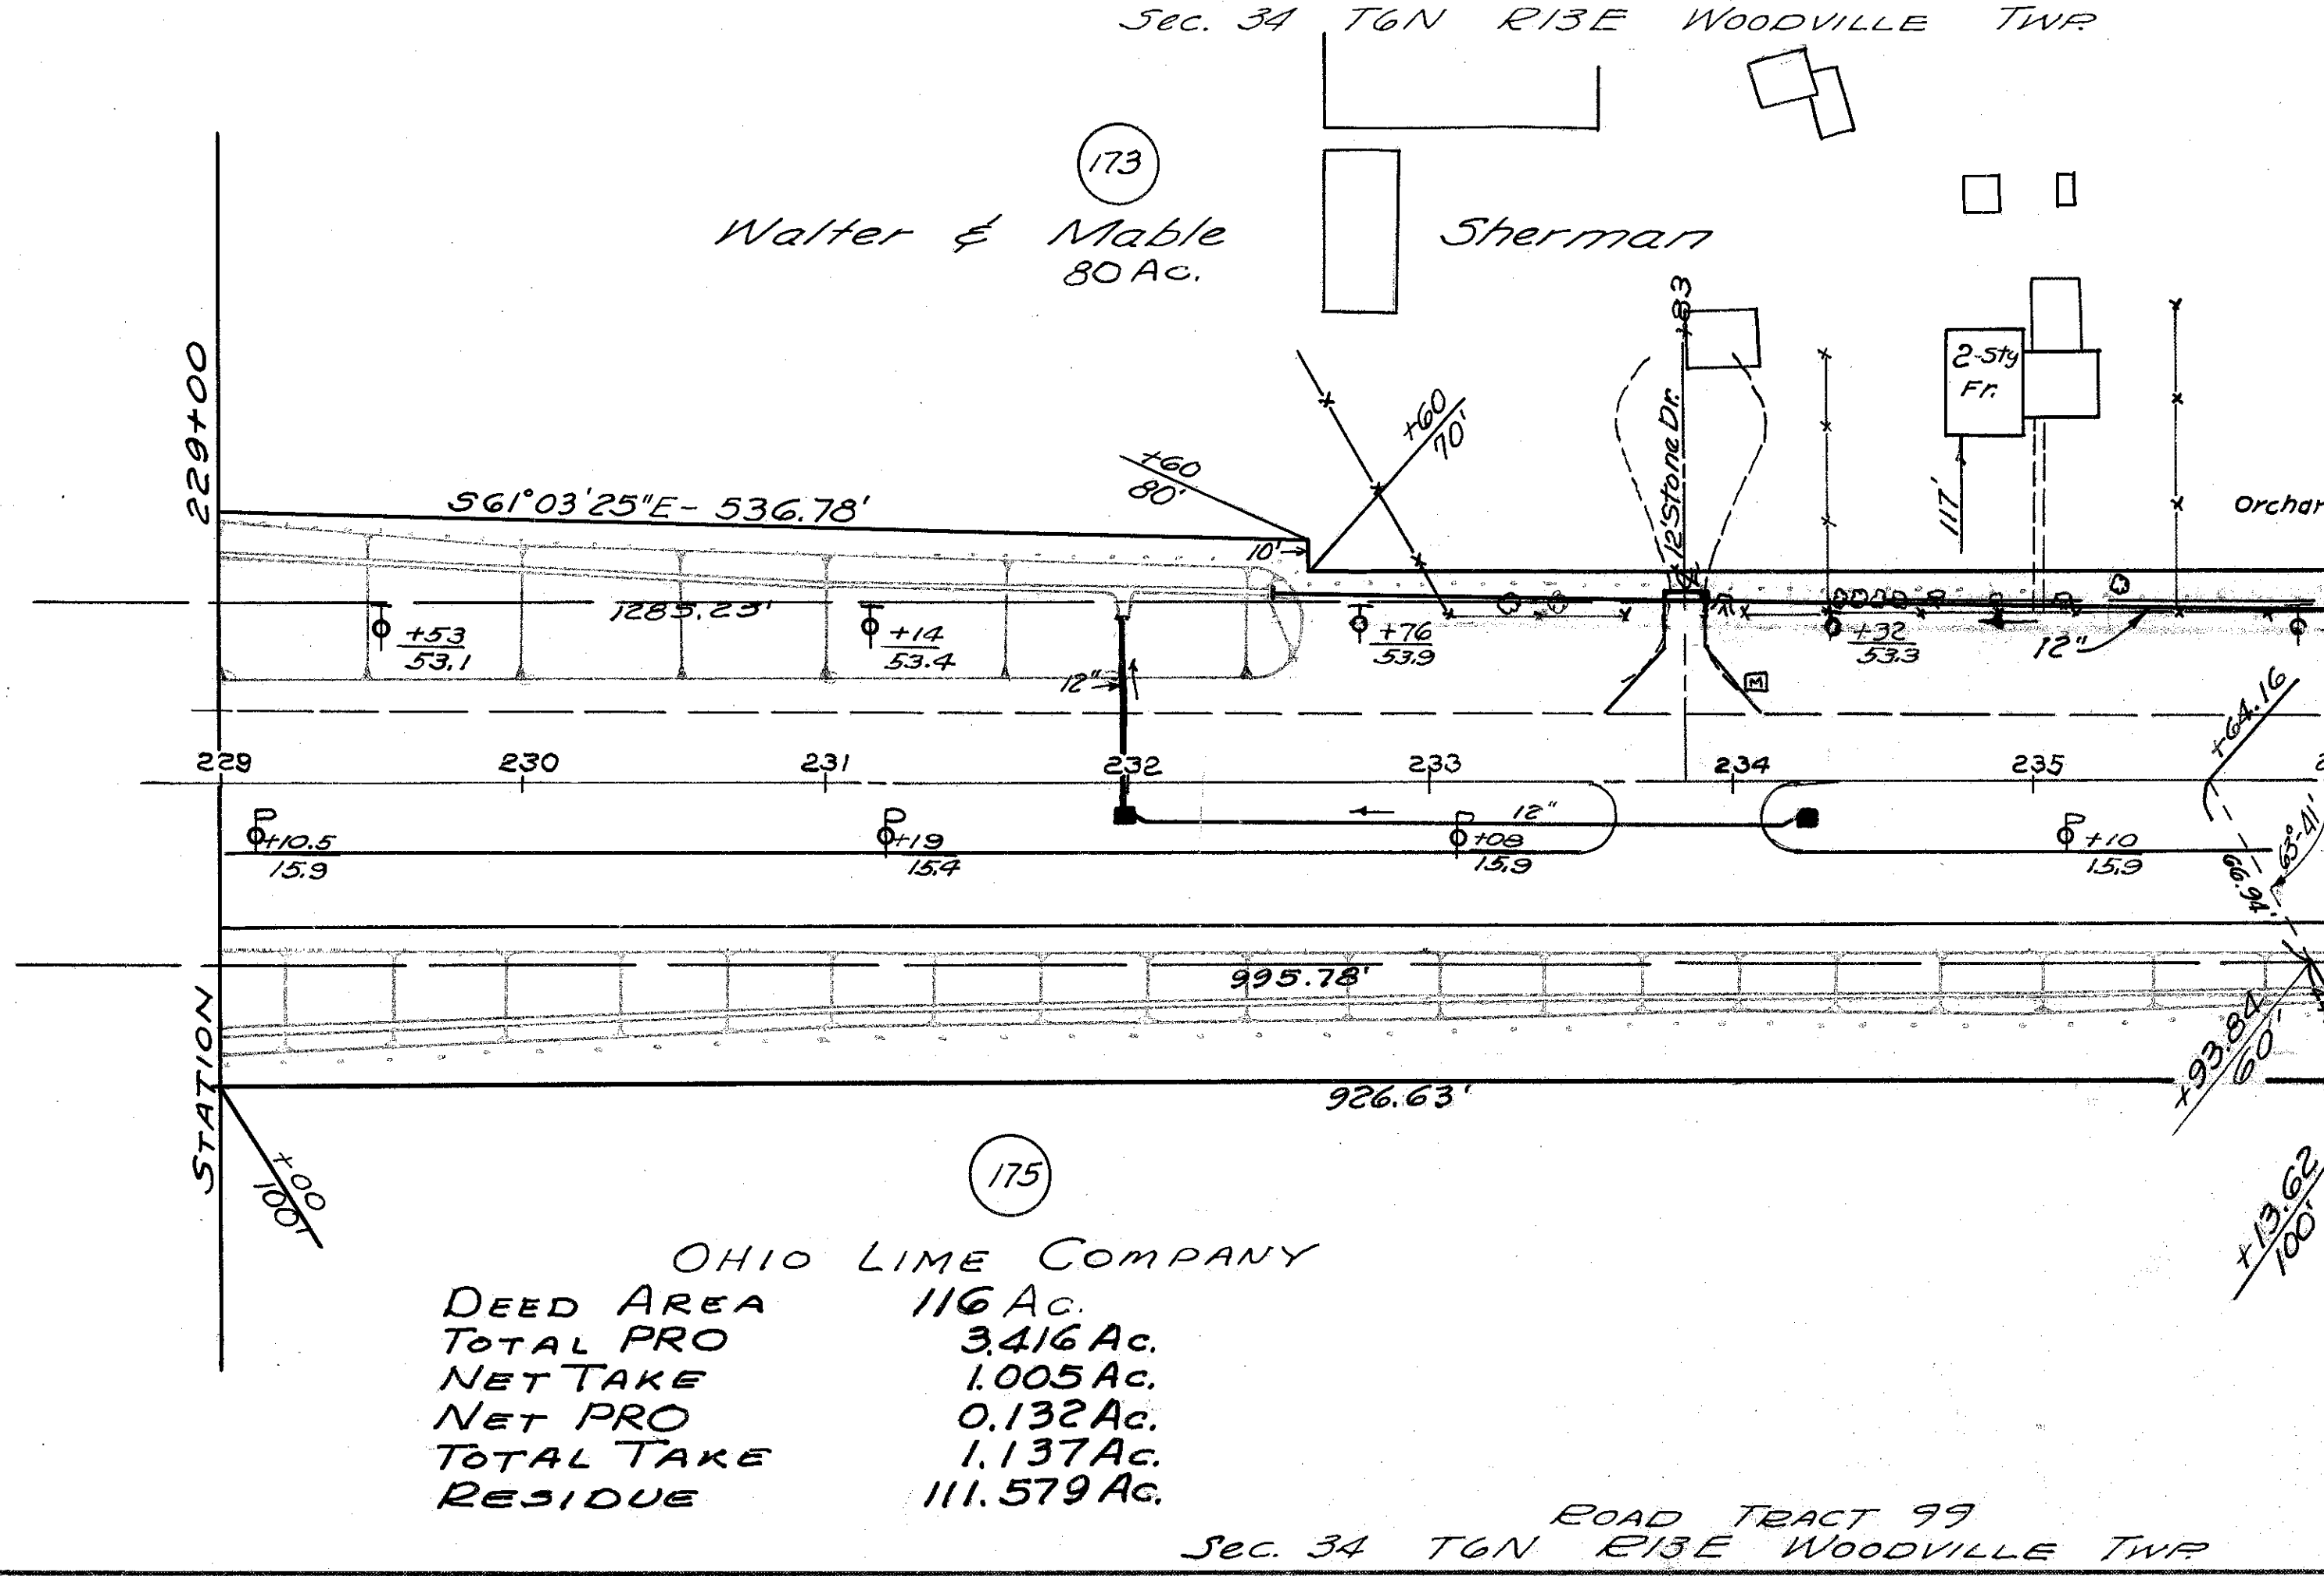 Sec. 34 T6N R13E WOODVILLE TWP.
173
Walter & Mable Sherman
80 Ac.
+83
12' Stone Dr.
2-Sty
Fr.
117'
229+00
+60
70'
+60
80'
S61°03'25"E- 536.78'
10'
1285.23'
+53
53.1
+14
53.4
+76
53.9
+32
53.3
12"
12"
M
+64.16
229 230 231 232 233 234 235
12"
+10.5
15.9
+19
15.4
+08
15.9
+10
15.9
63°-41'
66.94'
995.78'
+93.84
60'
926.63'
STATION
+00
100'
175
+13.62
100'
OHIO LIME COMPANY
DEED AREA 116 Ac.
TOTAL PRO 3.416 Ac.
NET TAKE 1.005 Ac.
NET PRO 0.132 Ac.
TOTAL TAKE 1.137 Ac.
RESIDUE 111.579 Ac.
ROAD TRACT 99
Sec. 34 T6N R13E WOODVILLE TWP.